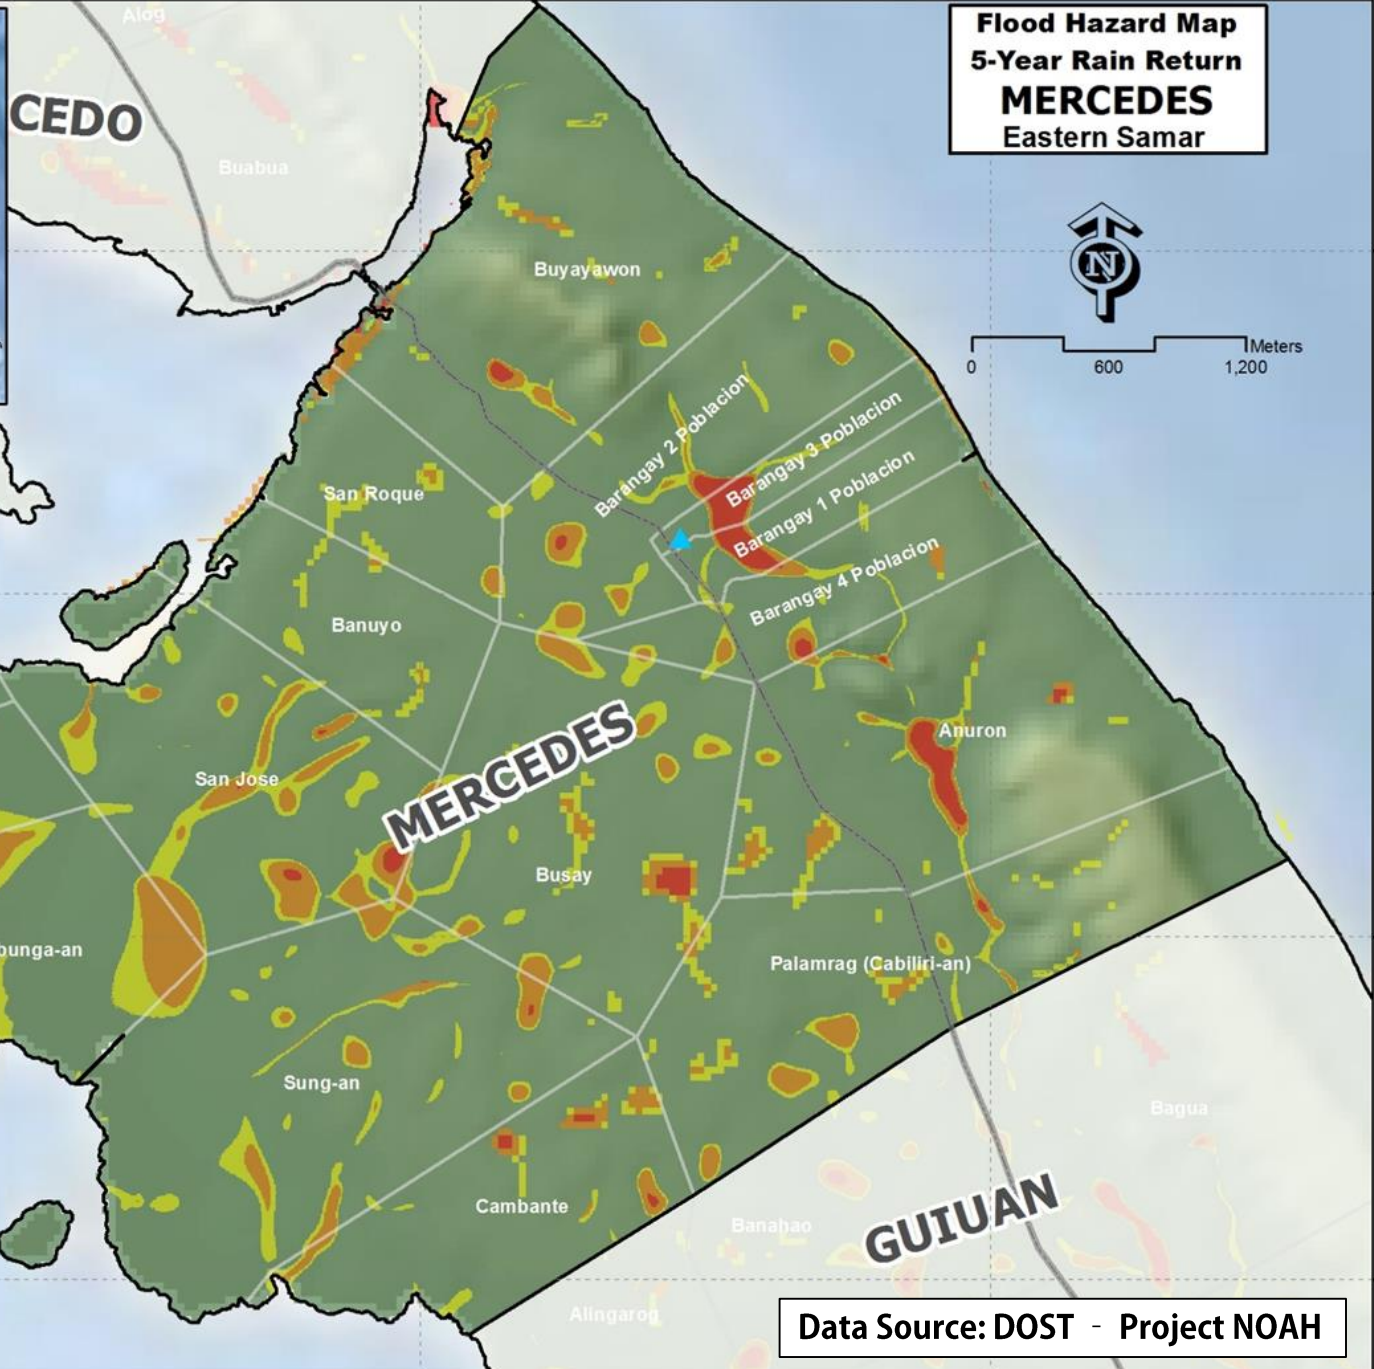 Alog
Flood Hazard Map
5-Year Rain Return
MERCEDES
Eastern Samar
CEDO
Buabua
N
Buyayawon
Meters
0
600
1,200
Barangay 2 Poblacion
Barangay 3 Poblacion
Barangay 1 Poblacion
San Roque
Barangay 4 Poblacion
Banuyo
MERCEDES
Anuron
San Jose
Busay
ounga-an
Palamrag (Cabiliri-an)
Sung-an
Bagua
Cambante
Banahao
GUIUAN
Alingarog
Data Source: DOST - Project NOAH